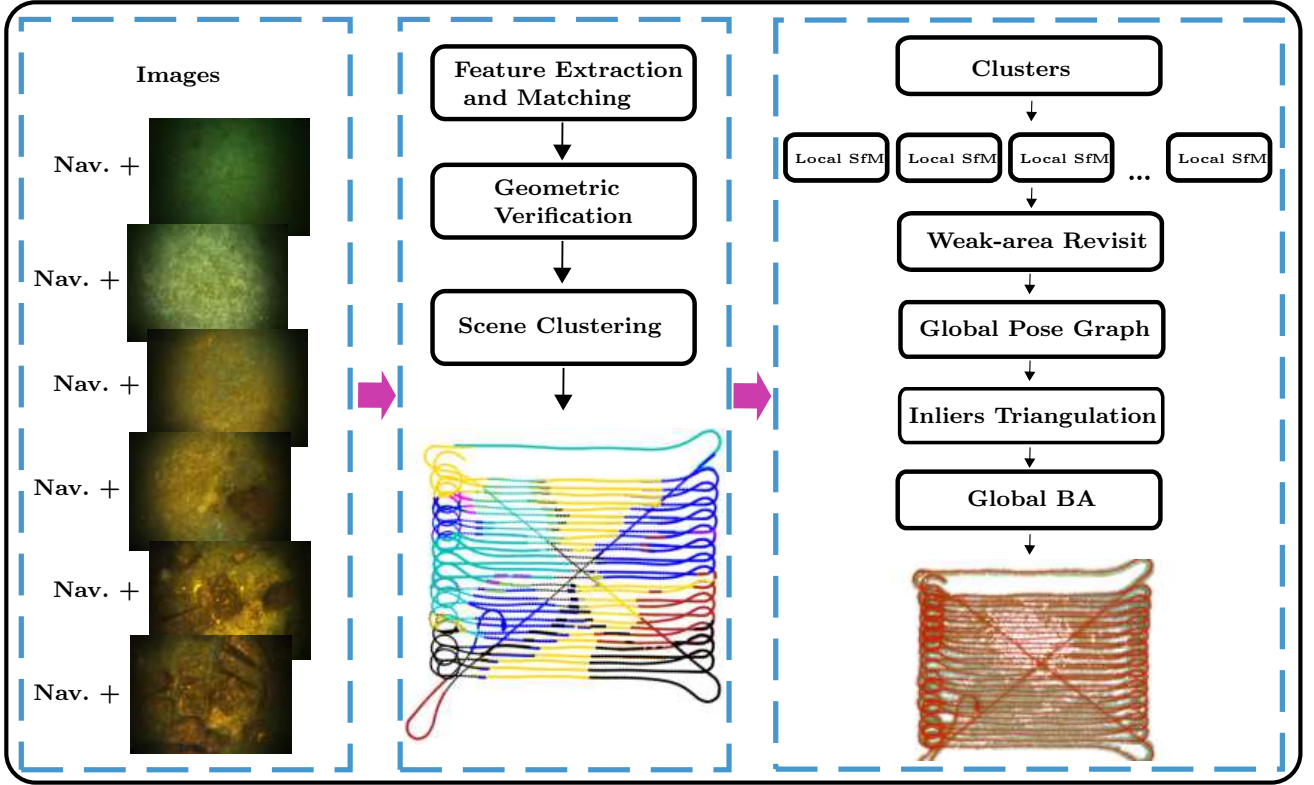 Images
Nav. +
Nav. +
Nav. +
Nav. +
Nav. +
Nav. +
Feature Extraction
and Matching
Geometric
Verification
Scene Clustering
Clusters
Local SfM
Local SfM
Local SfM
...
Local SfM
Weak-area Revisit
Global Pose Graph
Inliers Triangulation
Global BA